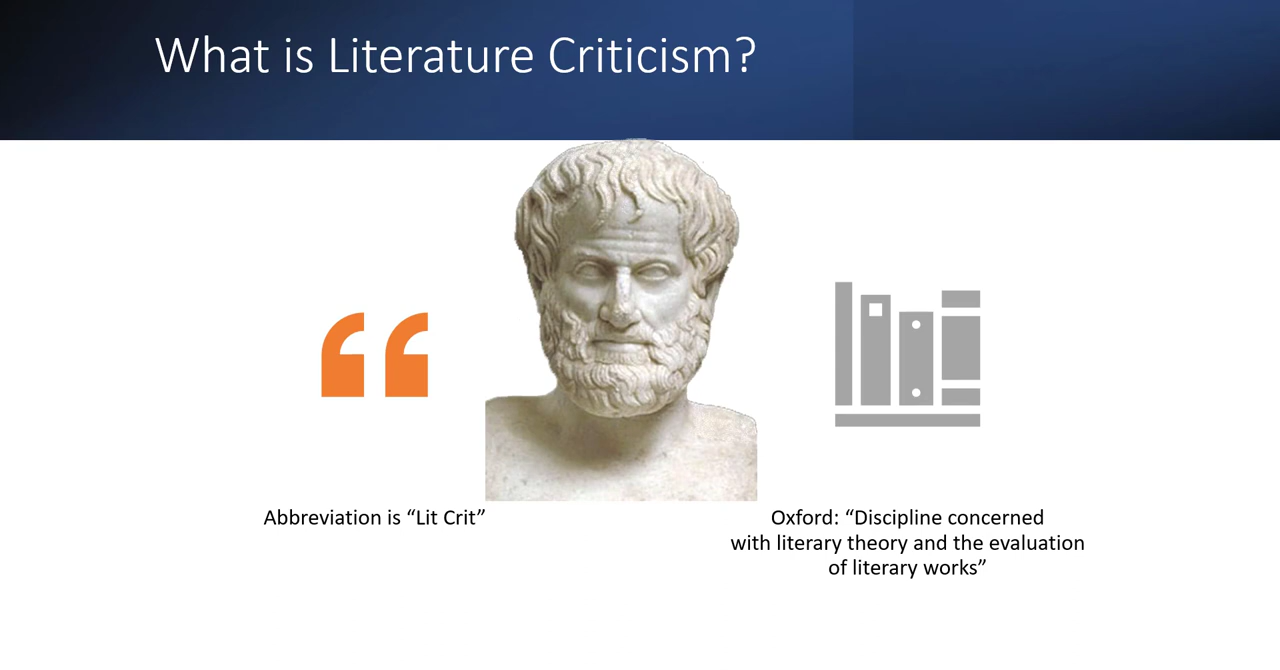 What is Literature Criticism?
Abbreviation is “Lit Crit”
Oxford: “Discipline concerned
with literary theory and the evaluation
of literary works”